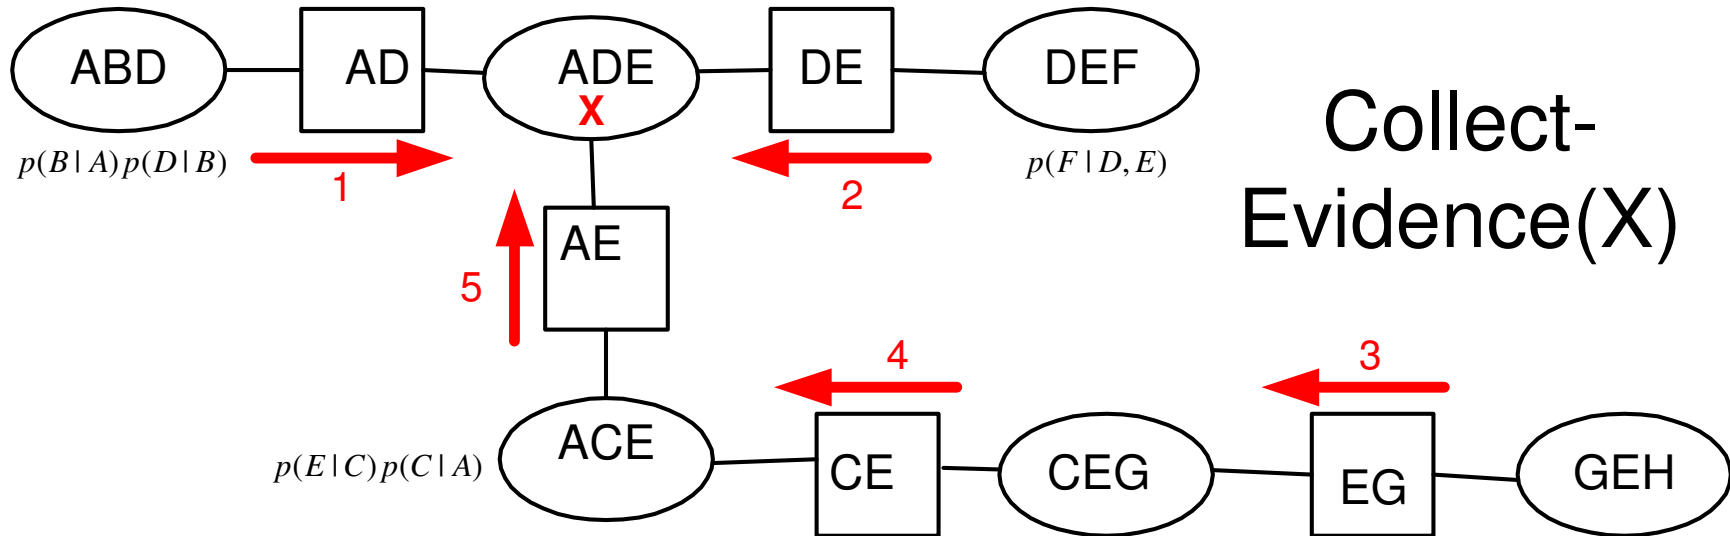 ABD AD ADE DE DEF
X
Collect-
Evidence(X)
p(B | A) p(D | B)
p(F | D, E)
1
2
AE
5
4
3
ACE
p(E | C) p(C | A)
CE
CEG
EG
GEH